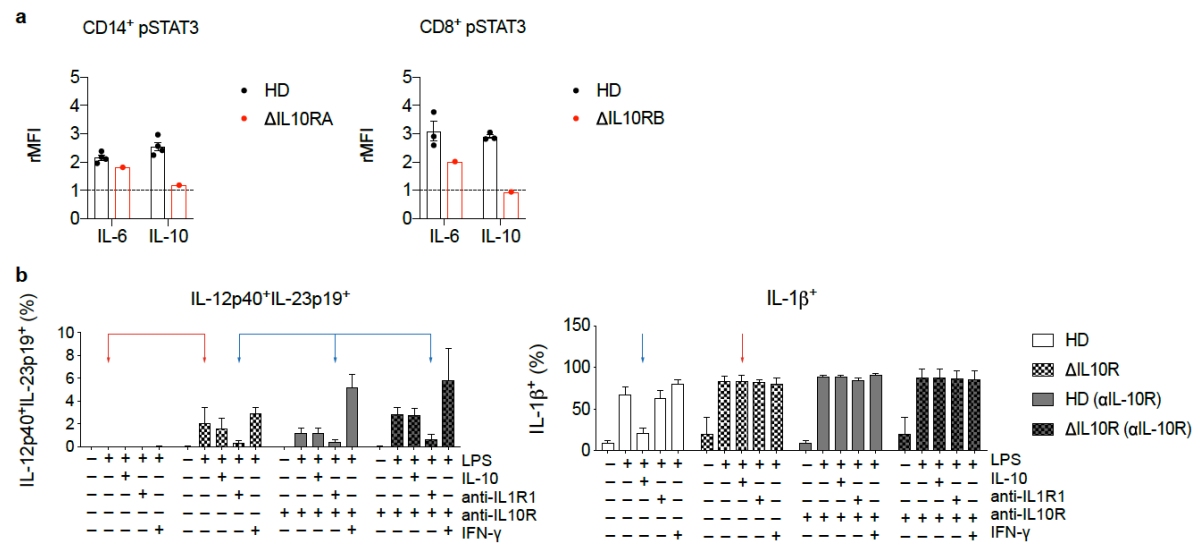 a
CD14⁺ pSTAT3
rMFI
5
4
3
2
1
0
IL-6 IL-10
HD
ΔIL10RA
CD8⁺ pSTAT3
rMFI
5
4
3
2
1
0
IL-6 IL-10
HD
ΔIL10RB
b
IL-12p40⁺IL-23p19⁺
IL-12p40⁺IL-23p19⁺ (%)
10
8
6
4
2
0
– + + + + – + + + + – + + + + – + + + + LPS
– – + – – – – + – – – – + – – – – + – – IL-10
– – – + – – – – + – – – – + – – – – + – anti-IL1R1
– – – – – – – – – – + + + + + + + + + + anti-IL10R
– – – – + – – – – + – – – – + – – – – + IFN-γ
IL-1β⁺
IL-1β⁺ (%)
150
100
50
0
– + + + + – + + + + – + + + + – + + + + LPS
– – + – – – – + – – – – + – – – – + – – IL-10
– – – + – – – – + – – – – + – – – – + – anti-IL1R1
– – – – – – – – – – + + + + + + + + + + anti-IL10R
– – – – + – – – – + – – – – + – – – – + IFN-γ
HD
ΔIL10R
HD (αIL-10R)
ΔIL10R (αIL-10R)